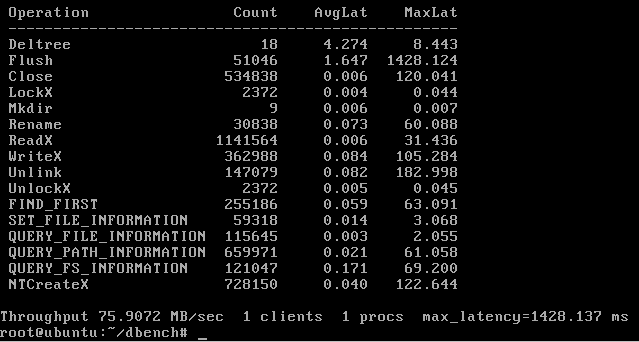 Operation Count AvgLat MaxLat
--------------------------------------------------
Deltree 18 4.274 8.443
Flush 51046 1.647 1428.124
Close 534838 0.006 120.041
LockX 2372 0.004 0.044
Mkdir 9 0.006 0.007
Rename 30838 0.073 60.088
ReadX 1141564 0.006 31.436
WriteX 362988 0.084 105.284
Unlink 147079 0.082 182.998
UnlockX 2372 0.005 0.045
FIND_FIRST 255186 0.059 63.091
SET_FILE_INFORMATION 59318 0.014 3.068
QUERY_FILE_INFORMATION 115645 0.003 2.055
QUERY_PATH_INFORMATION 659971 0.021 61.058
QUERY_FS_INFORMATION 121047 0.171 69.200
NTCreateX 728150 0.040 122.644
Throughput 75.9072 MB/sec 1 clients 1 procs max_latency=1428.137 ms
root@ubuntu:~/dbench# _